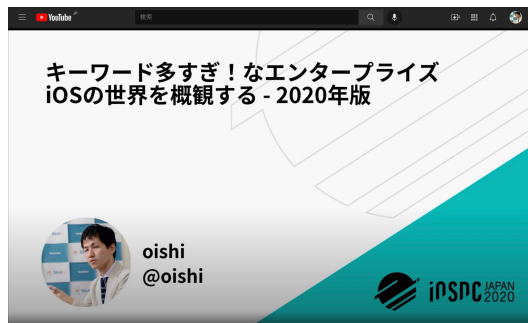 YouTube JP
検索
キーワード多すぎ！なエンタープライズ
iOSの世界を概観する - 2020年版
oishi
@oishi
iOSDC JAPAN
2020